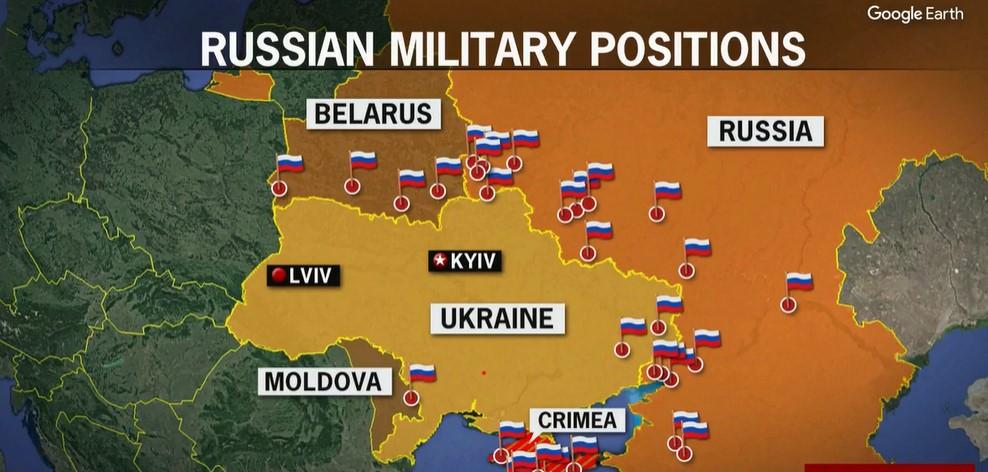 Google Earth
RUSSIAN MILITARY POSITIONS
BELARUS
RUSSIA
LVIV
KYIV
UKRAINE
MOLDOVA
CRIMEA